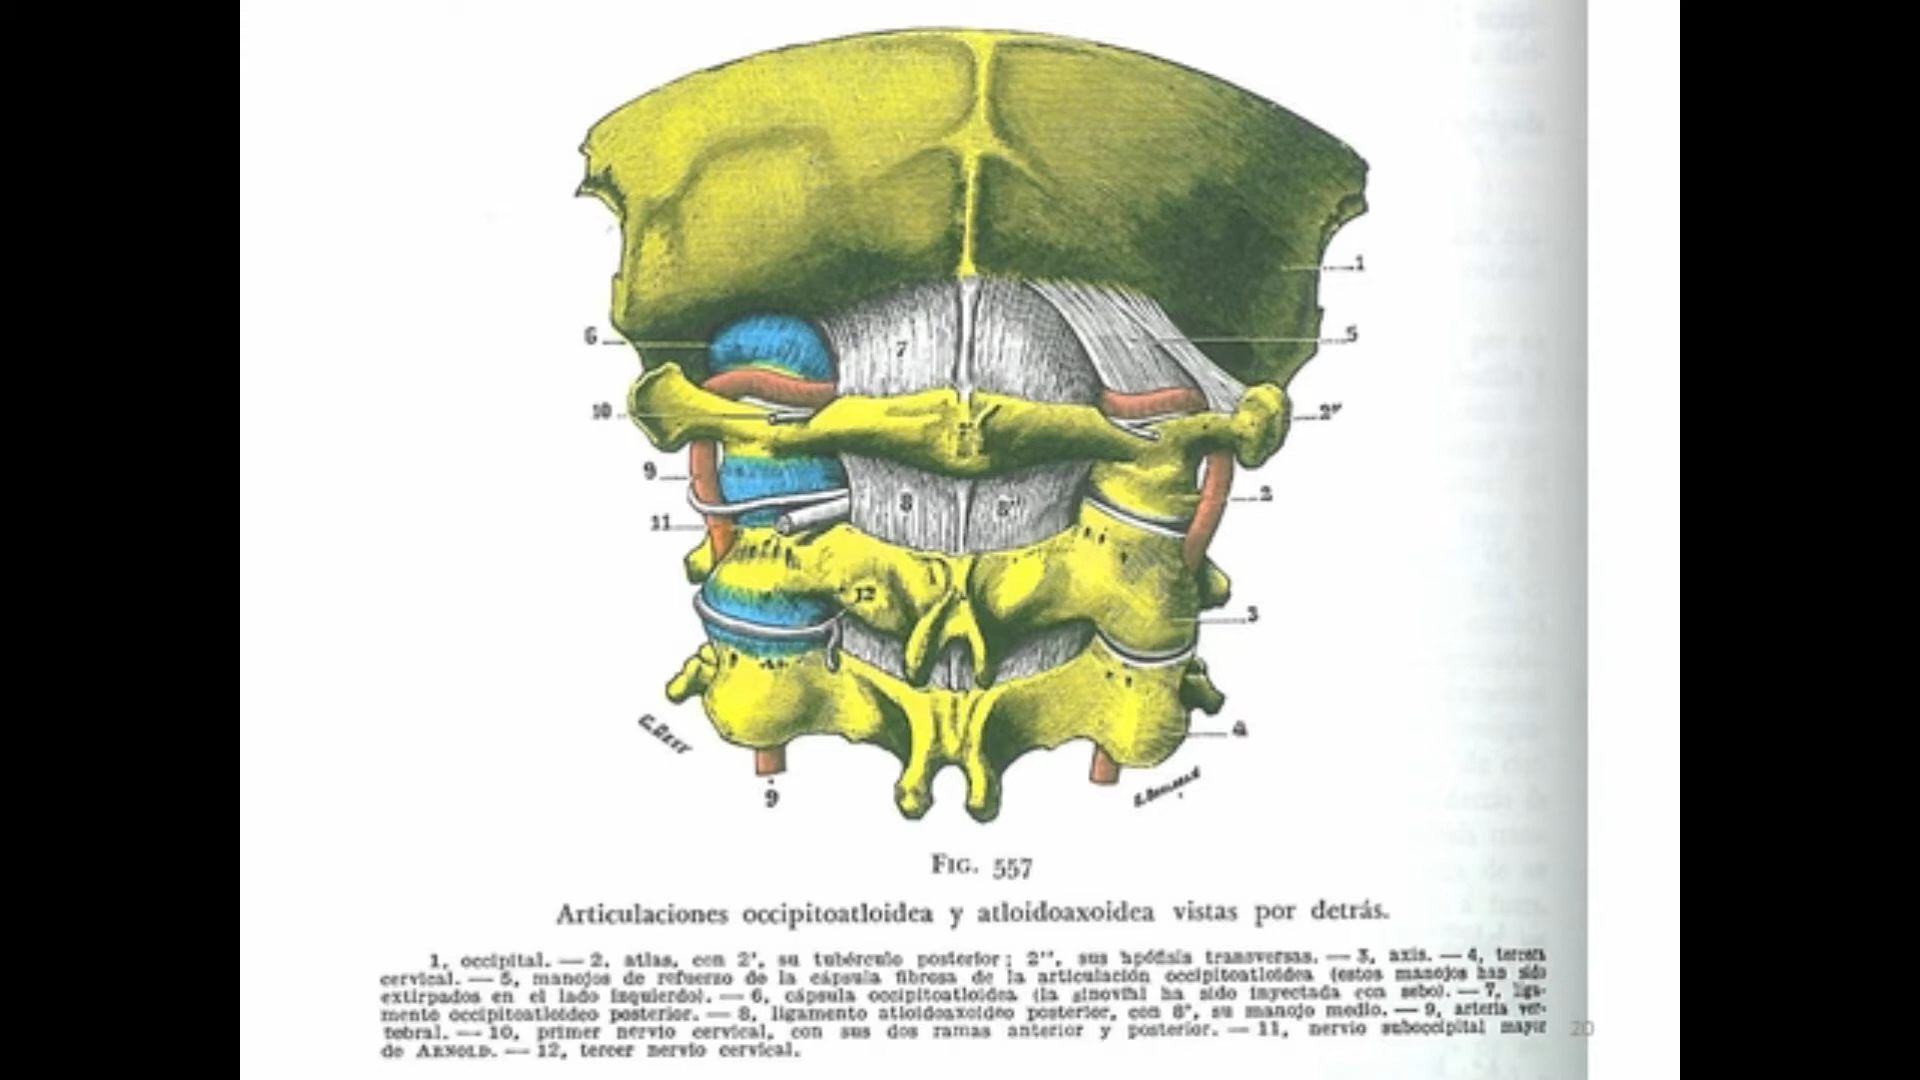 1
6
7
5
10
2"
2'
9
8
8"
2
11
12
3
4
9
FIG. 557
Articulaciones occipitoatloidea y atloidoaxoidea vistas por detrás.
1, occipital. — 2, atlas, con 2', su tubérculo posterior; 2", sus apófisis transversas. — 3, axis. — 4, tercera
cervical. — 5, manojos de refuerzo de la cápsula fibrosa de la articulación occipitoatloidea (estos manojos han sido
extirpados en el lado izquierdo). — 6, cápsula occipitoatloidea (la sinovial ha sido inyectada con sebo). — 7, liga-
mento occipitoatloideo posterior. — 8, ligamento atloidoaxoideo posterior, con 8', su manojo medio. — 9, arteria ver-
tebral. — 10, primer nervio cervical, con sus dos ramas anterior y posterior. — 11, nervio suboccipital mayor
de ARNOLD. — 12, tercer nervio cervical.
20